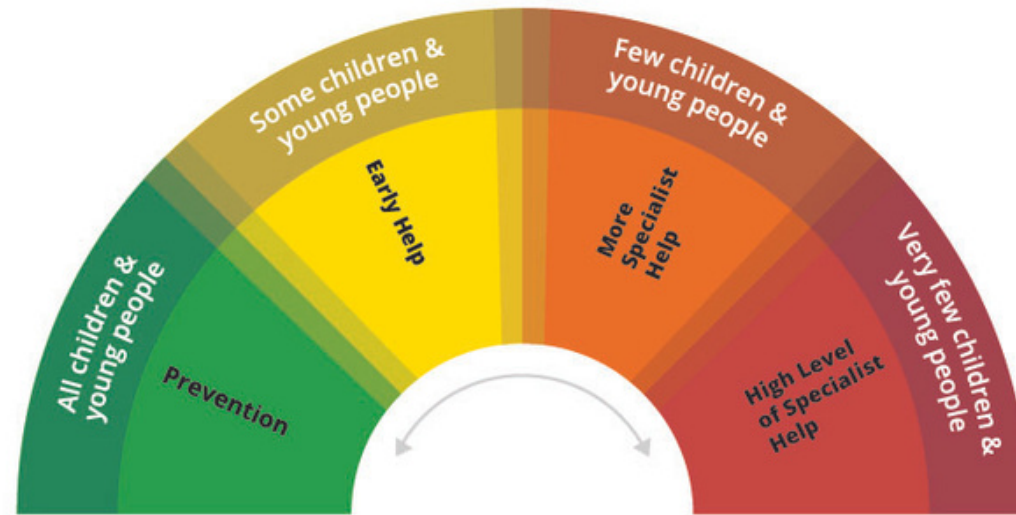 All children &
young people
Prevention
Some children &
young people
Early Help
Few children &
young people
More
Specialist
Help
Very few children &
young people
High Level
of Specialist
Help